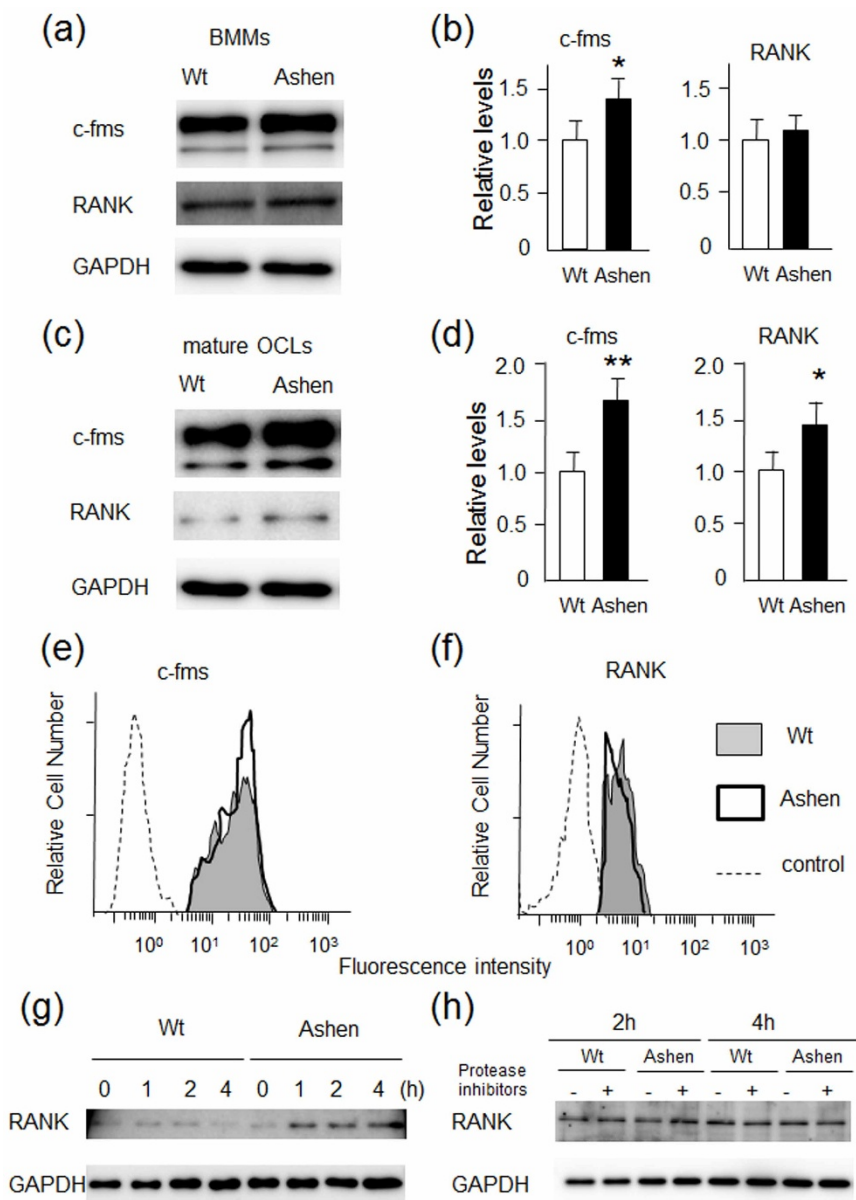 (a)
BMMs
Wt Ashen
c-fms
RANK
GAPDH
(b)
c-fms RANK
Relative levels
1.5
1.0
0.5
0
*
Wt Ashen
1.5
1.0
0.5
0
Wt Ashen
(c)
mature OCLs
Wt Ashen
c-fms
RANK
GAPDH
(d)
c-fms RANK
Relative levels
2.0
1.5
1.0
0.5
0
**
Wt Ashen
2.0
1.5
1.0
0.5
0
*
Wt Ashen
(e)
c-fms
Relative Cell Number
10⁰ 10¹ 10² 10³
(f)
RANK
Relative Cell Number
10⁰ 10¹ 10² 10³
Wt
Ashen
control
Fluorescence intensity
(g)
Wt Ashen
0 1 2 4 0 1 2 4 (h)
RANK
GAPDH
(h)
2h 4h
Wt Ashen Wt Ashen
Protease
inhibitors - + - + - + - +
RANK
GAPDH